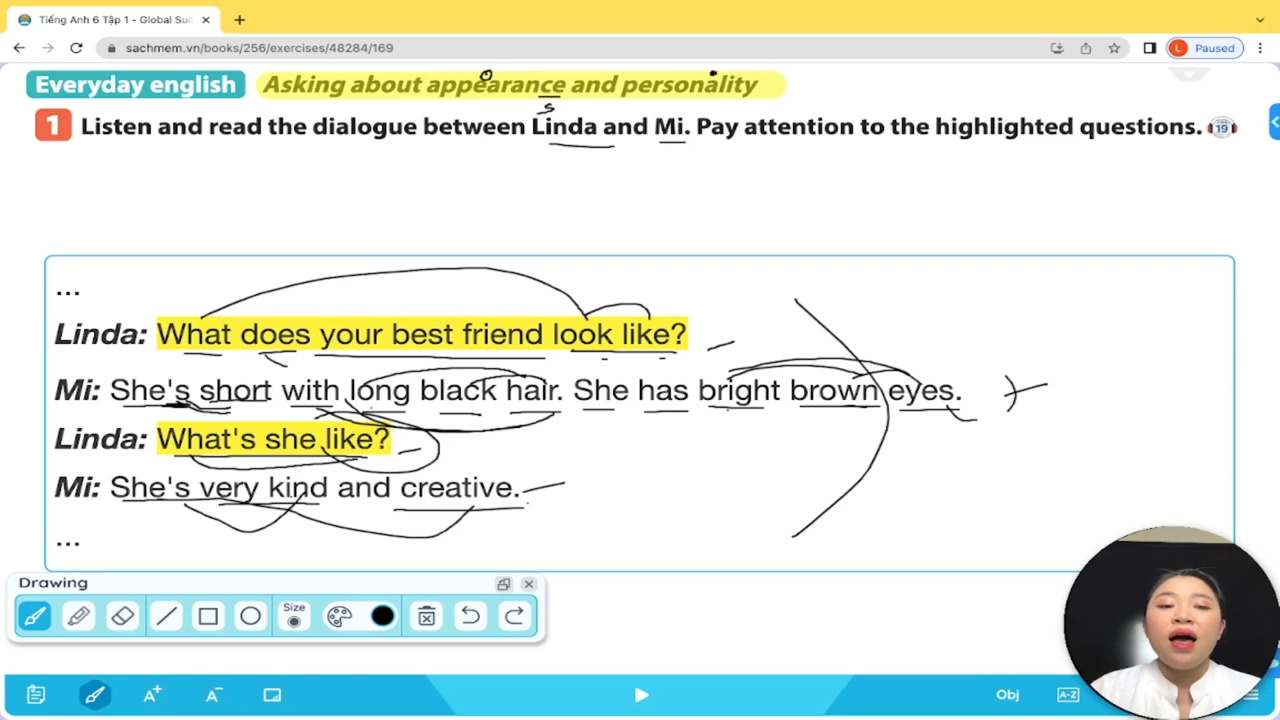 Tiếng Anh 6 Tập 1 - Global Suc
sachmem.vn/books/256/exercises/48284/169
L Paused
Everyday english Asking about appearance and personality
s
1 Listen and read the dialogue between Linda and Mi. Pay attention to the highlighted questions. 19
...
Linda: What does your best friend look like?
Mi: She's short with long black hair. She has bright brown eyes.
Linda: What's she like?
Mi: She's very kind and creative.
...
Drawing
Size
A+ A- Obj A-Z